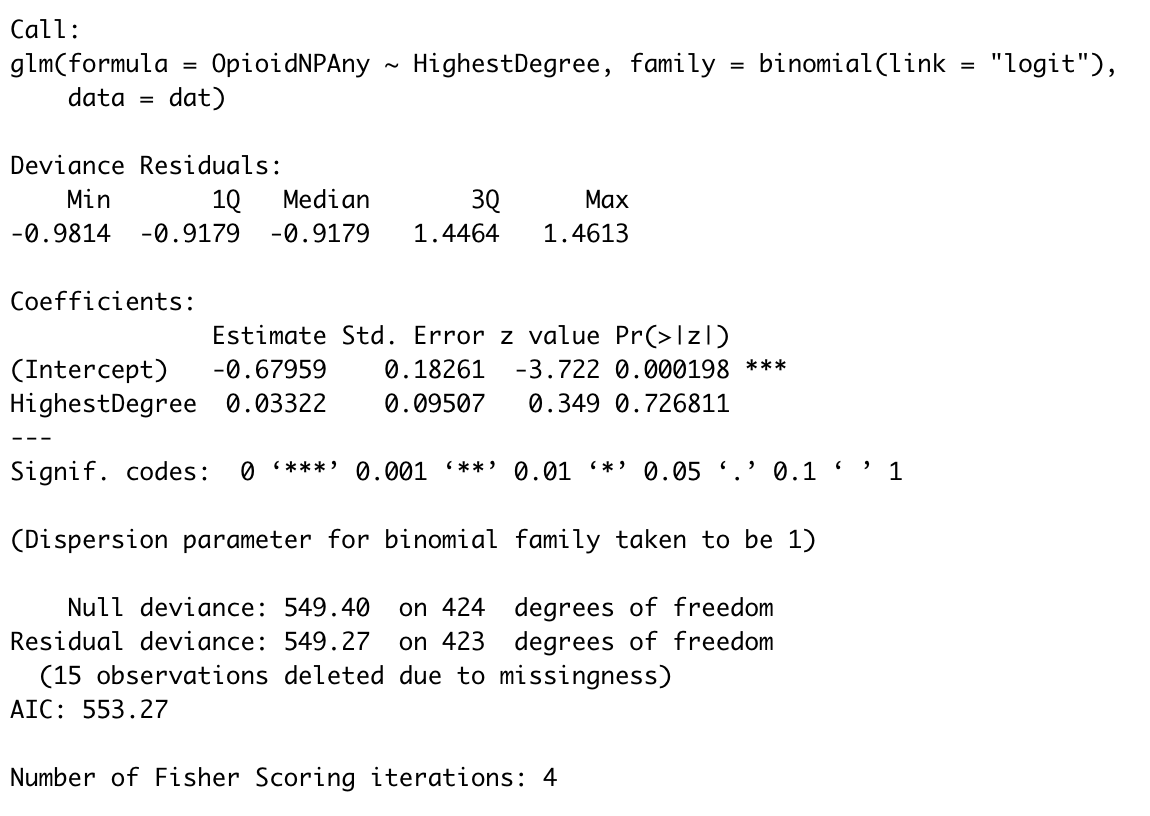 Call:
glm(formula = OpioidNPAny ~ HighestDegree, family = binomial(link = "logit"),
    data = dat)

Deviance Residuals:
    Min       1Q   Median       3Q      Max
-0.9814  -0.9179  -0.9179   1.4464   1.4613

Coefficients:
              Estimate Std. Error z value Pr(>|z|)
(Intercept)   -0.67959    0.18261  -3.722 0.000198 ***
HighestDegree  0.03322    0.09507   0.349 0.726811
---
Signif. codes:  0 ‘***’ 0.001 ‘**’ 0.01 ‘*’ 0.05 ‘.’ 0.1 ‘ ’ 1

(Dispersion parameter for binomial family taken to be 1)

    Null deviance: 549.40  on 424  degrees of freedom
Residual deviance: 549.27  on 423  degrees of freedom
  (15 observations deleted due to missingness)
AIC: 553.27

Number of Fisher Scoring iterations: 4